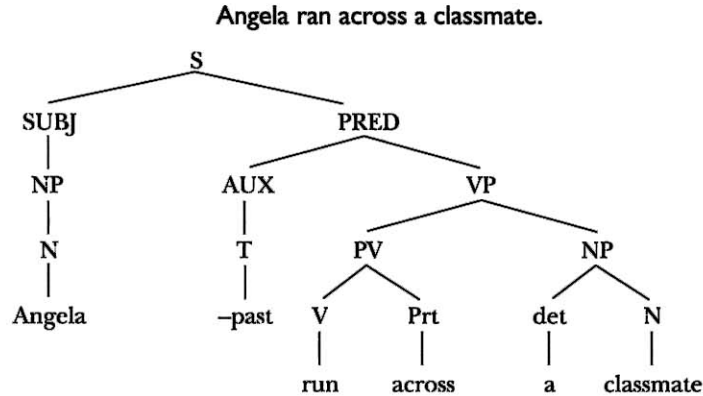 Angela ran across a classmate.
S
SUBJ PRED
NP AUX VP
N T PV NP
Angela –past V Prt det N
run across a classmate